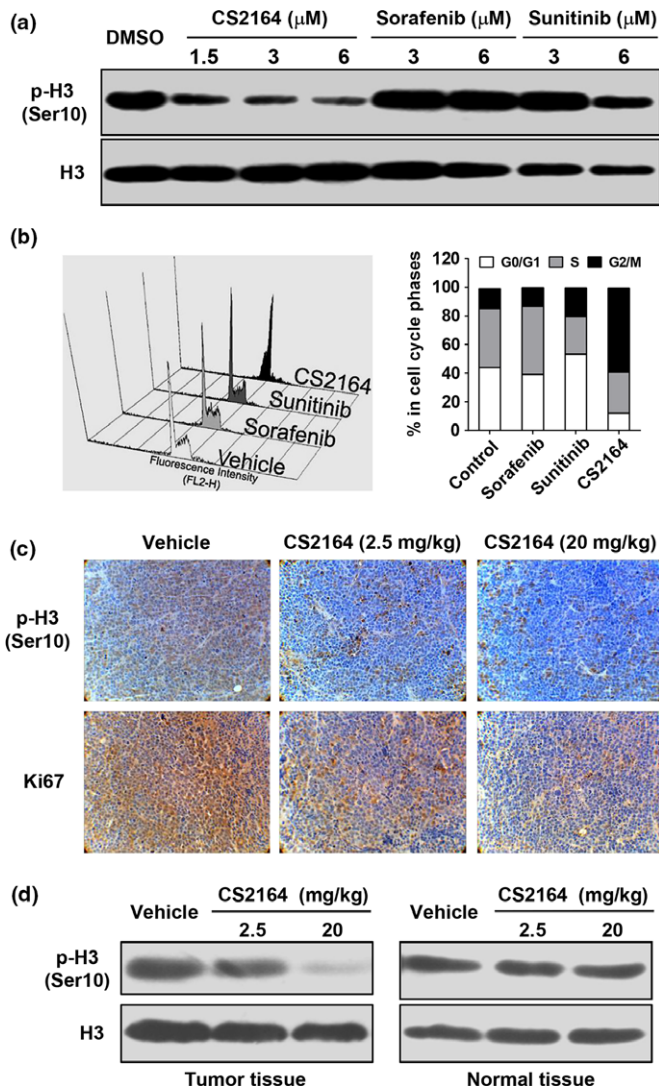 (a)
DMSO
CS2164 (μM)
Sorafenib (μM)
Sunitinib (μM)
1.5 3 6 3 6 3 6
p-H3
(Ser10)
H3
(b)
CS2164
Sunitinib
Sorafenib
Vehicle
Fluorescence Intensity
(FL2-H)
G0/G1 S G2/M
% in cell cycle phases
120
100
80
60
40
20
0
Control
Sorafenib
Sunitinib
CS2164
(c)
Vehicle CS2164 (2.5 mg/kg) CS2164 (20 mg/kg)
p-H3
(Ser10)
Ki67
(d)
Vehicle
CS2164 (mg/kg)
2.5 20
Vehicle
CS2164 (mg/kg)
2.5 20
p-H3
(Ser10)
H3
Tumor tissue Normal tissue